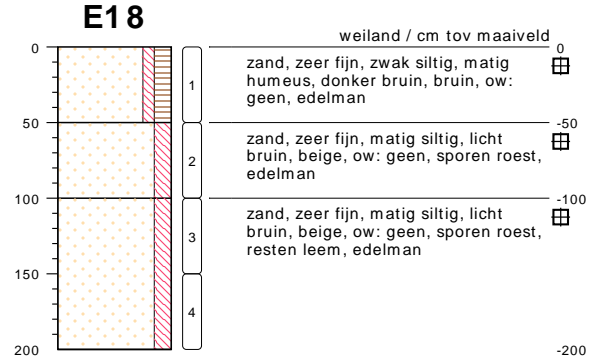 E18
weiland / cm tov maaiveld
0
0
zand, zeer fijn, zwak siltig, matig
humeus, donker bruin, bruin, ow:
geen, edelman
1
50
-50
zand, zeer fijn, matig siltig, licht
bruin, beige, ow: geen, sporen roest,
edelman
2
100
-100
zand, zeer fijn, matig siltig, licht
bruin, beige, ow: geen, sporen roest,
resten leem, edelman
3
150
4
200
-200